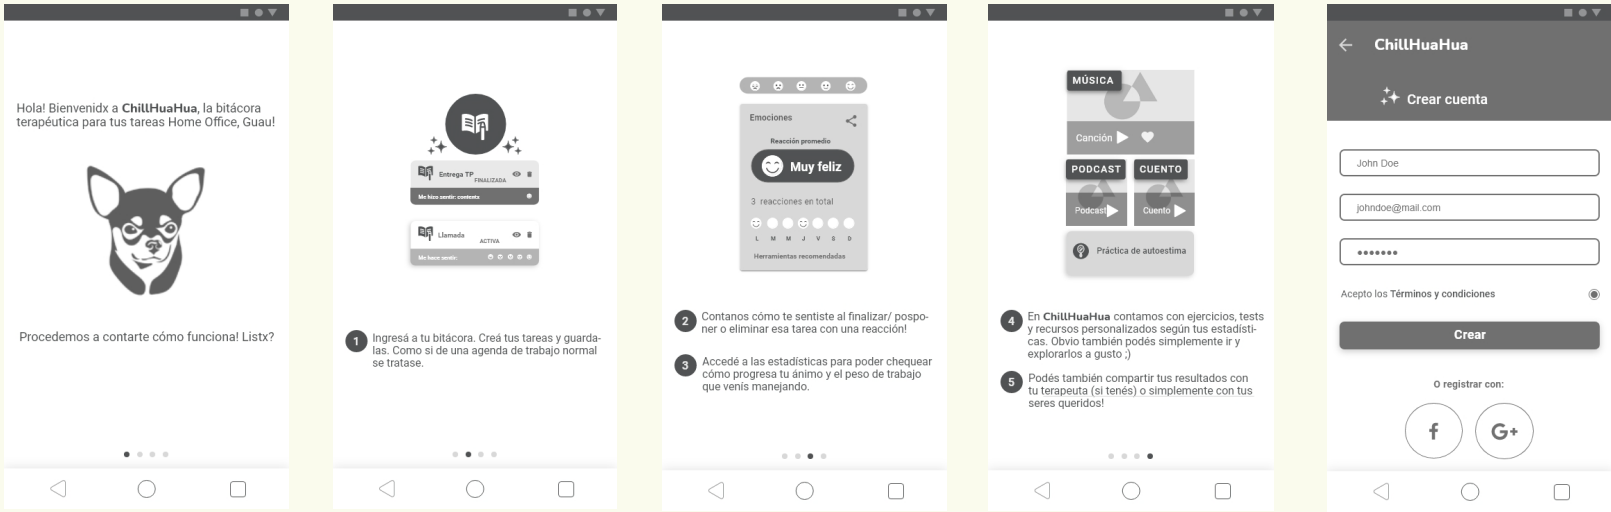 Hola! Bienvenidx a ChillHuaHua, la bitácora
terapéutica para tus tareas Home Office, Guau!
Procedemos a contarte cómo funciona! Listx?
Entrega TP
FINALIZADA
Me hizo sentir: contento
Llamada
ACTIVA
Me hace sentir:
1
Ingresá a tu bitácora. Creá tus tareas y guarda-
las. Como si de una agenda de trabajo normal
se tratase.
Emociones
Reacción promedio
Muy feliz
3 reacciones en total
L M M J V S D
Herramientas recomendadas
2
Contanos cómo te sentiste al finalizar/ pospo-
ner o eliminar esa tarea con una reacción!
3
Accedé a las estadísticas para poder chequear
cómo progresa tu ánimo y el peso de trabajo
que venís manejando.
MÚSICA
Canción
PODCAST
CUENTO
Podcast
Cuento
Práctica de autoestima
4
En ChillHuaHua contamos con ejercicios, tests
y recursos personalizados según tus estadísti-
cas. Obvio también podés simplemente ir y
explorarlos a gusto ;)
5
Podés también compartir tus resultados con
tu terapeuta (si tenés) o simplemente con tus
seres queridos!
ChillHuaHua
Crear cuenta
John Doe
johndoe@mail.com
Acepto los Términos y condiciones
Crear
O registrar con:
f
G+